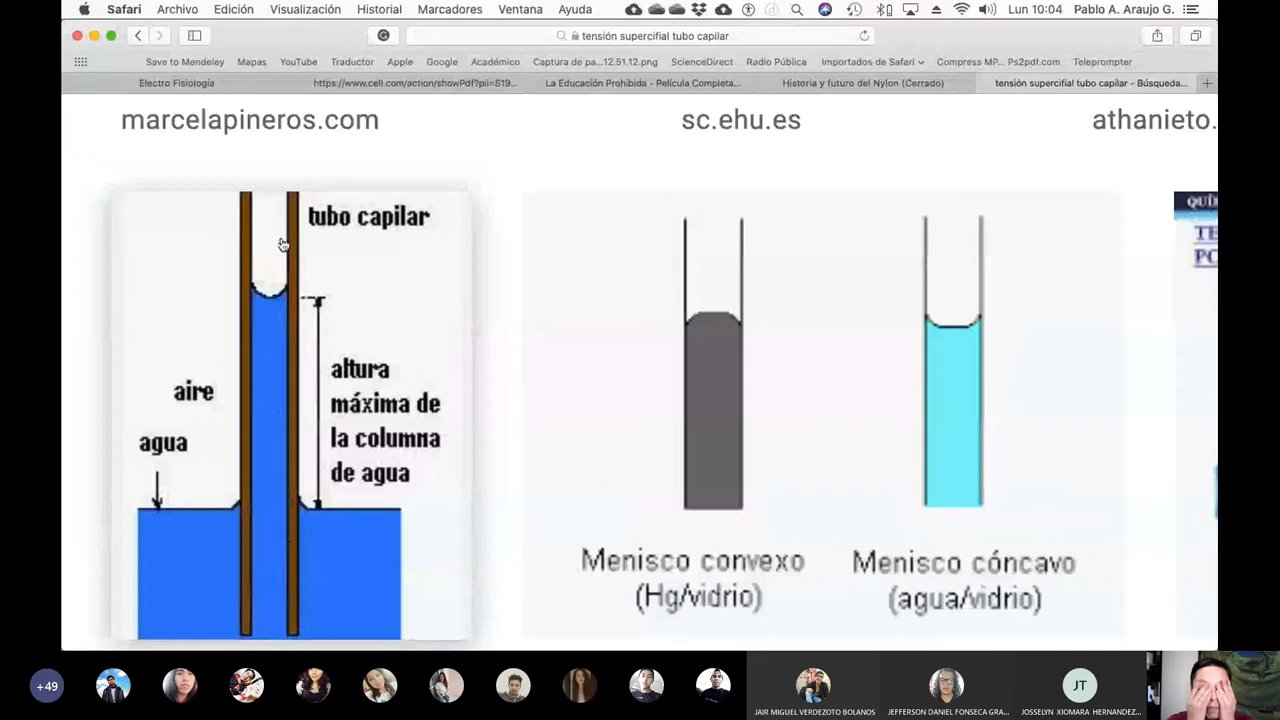 Safari Archivo Edición Visualización Historial Marcadores Ventana Ayuda Lun 10:04 Pablo A. Araujo G.
tensión supercifial tubo capilar
Save to Mendeley Mapas YouTube Traductor Apple Google Académico Captura de pa...12.51.12.png ScienceDirect Radio Pública Importados de Safari Compress MP... Ps2pdf.com Teleprompter
Electro Fisiología https://www.cell.com/action/showPdf?pii=S19... La Educación Prohibida - Película Completa... Historia y futuro del Nylon (Cerrado) tensión supercifial tubo capilar - Búsqueda...
marcelapineros.com sc.ehu.es athanieto.
tubo capilar
altura
máxima de
la columna
de agua
aire
agua
Menisco convexo
(Hg/vidrio)
Menisco cóncavo
(agua/vidrio)
QUÍ
TE
PO
+49
JAIR MIGUEL VERDEZOTO BOLANOS JEFFERSON DANIEL FONSECA GRA... JT JOSSELYN XIOMARA HERNANDEZ...